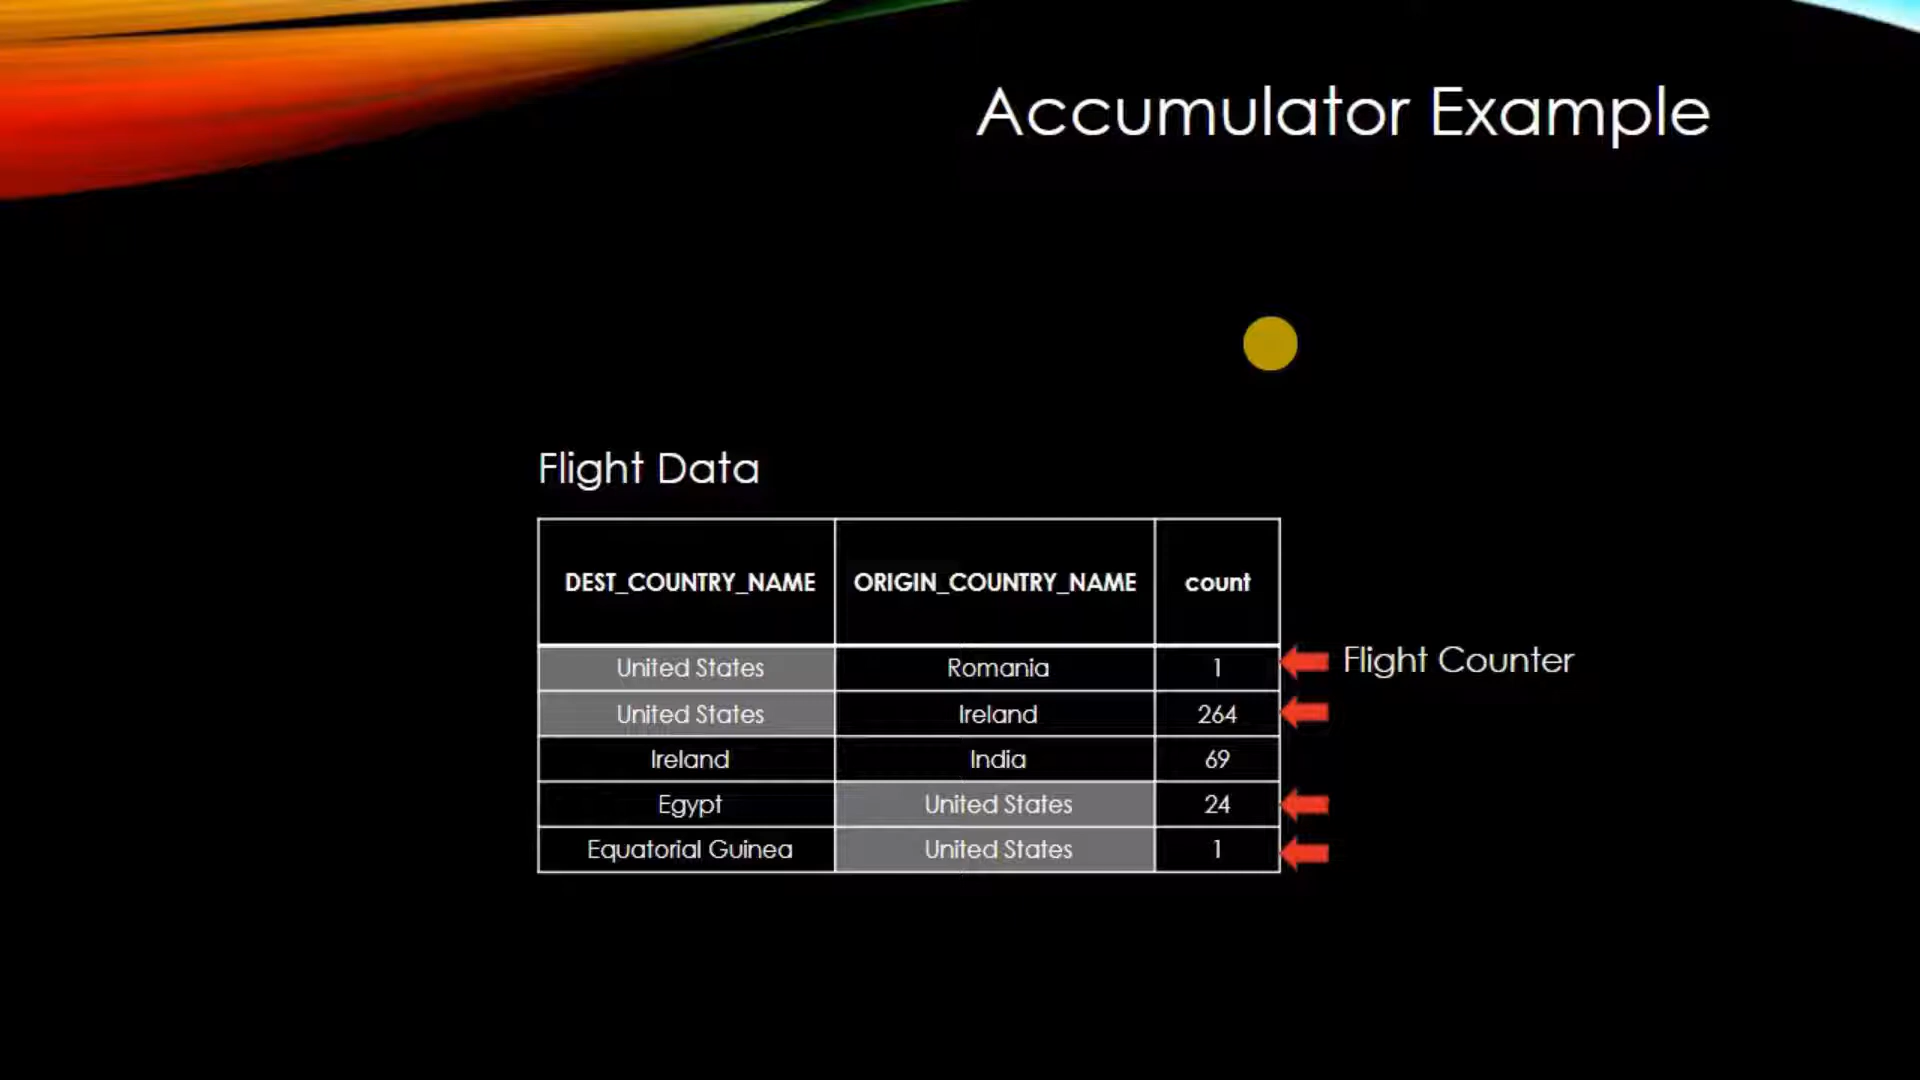 Accumulator Example
Flight Data
DEST_COUNTRY_NAME ORIGIN_COUNTRY_NAME count
United States Romania 1 Flight Counter
United States Ireland 264
Ireland India 69
Egypt United States 24
Equatorial Guinea United States 1